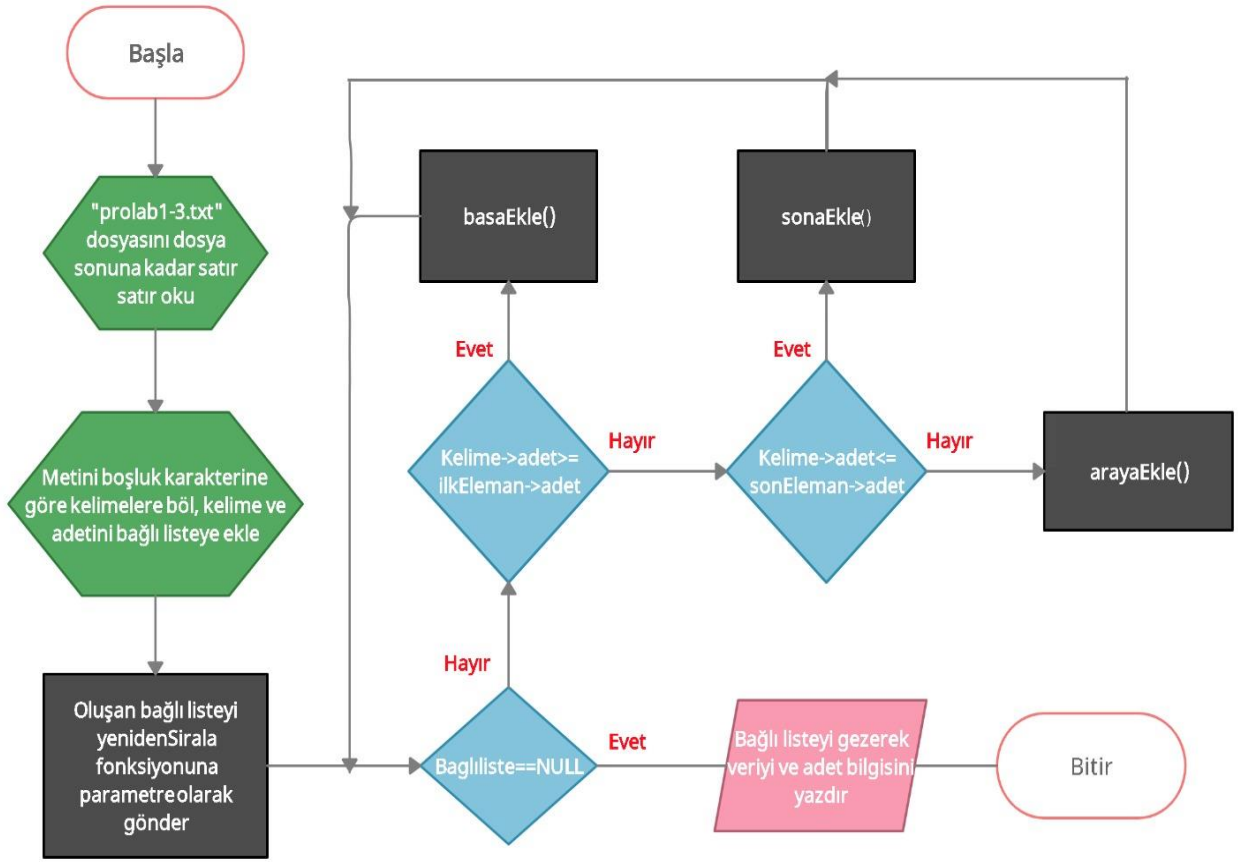 Başla
"prolab1-3.txt"
dosyasını dosya
sonuna kadar satır
satır oku
Metini boşluk karakterine
göre kelimelere böl, kelime ve
adetini bağlı listeye ekle
Oluşan bağlı listeyi
yenidenSirala
fonksiyonuna
parametre olarak
gönder
basaEkle()
sonaEkle()
Evet
Evet
Kelime->adet>=
ilkEleman->adet
Hayır
Kelime->adet<=
sonEleman->adet
Hayır
arayaEkle()
Hayır
Baglıliste==NULL
Evet
Bağlı listeyi gezerek
veriyi ve adet bilgisini
yazdır
Bitir